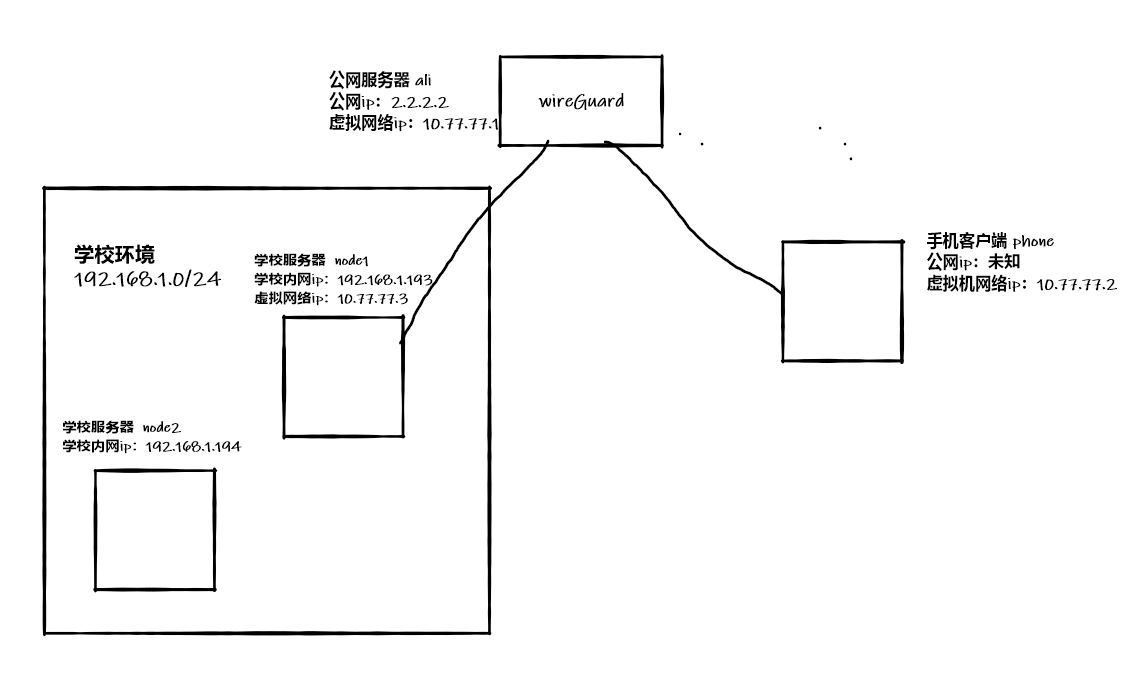 公网服务器 ali
公网ip：2.2.2.2
虚拟网络ip：10.77.77.1
wireGuard
学校环境
192.168.1.0/24
学校服务器 node1
学校内网ip：192.168.1.193
虚拟网络ip：10.77.77.3
手机客户端 phone
公网ip：未知
虚拟机网络ip：10.77.77.2
学校服务器 node2
学校内网ip：192.168.1.194